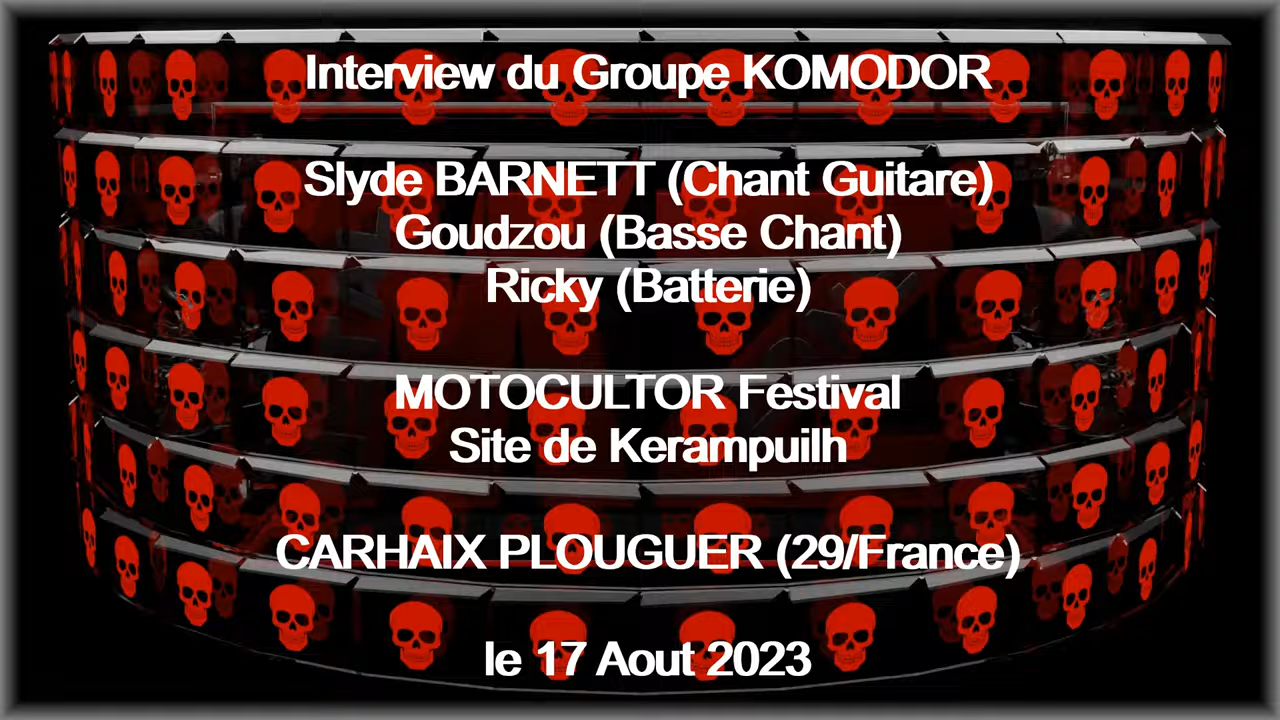 Interview du Groupe KOMODOR
Slyde BARNETT (Chant Guitare)
Goudzou (Basse Chant)
Ricky (Batterie)
MOTOCULTOR Festival
Site de Kerampuilh
CARHAIX PLOUGUER (29/France)
le 17 Aout 2023